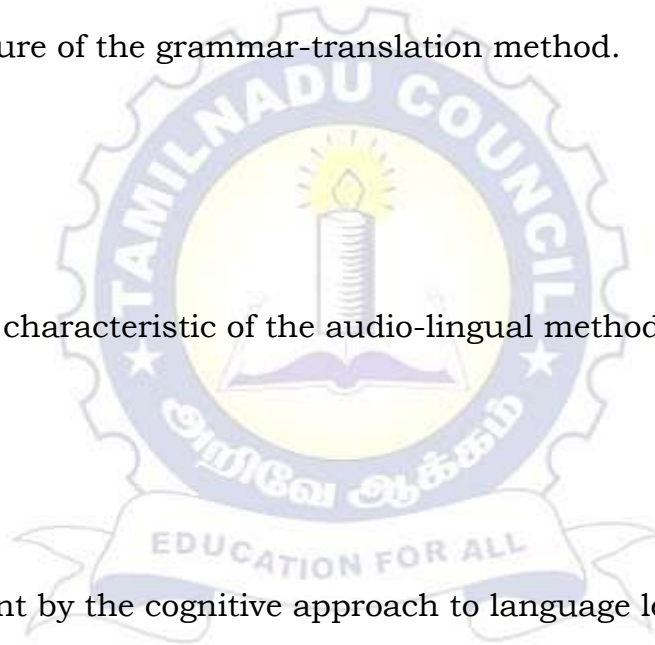 ure of the grammar-translation method.
TAMILNADU COUNCIL
characteristic of the audio-lingual method
அறிவே ஆக்கம்
EDUCATION FOR ALL
nt by the cognitive approach to language le